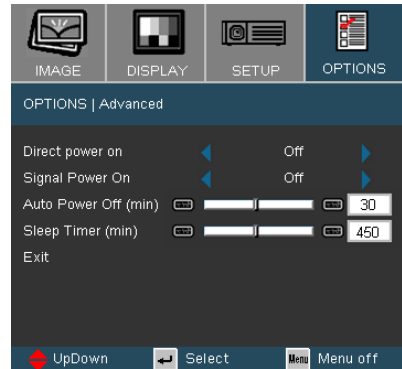 IMAGE DISPLAY SETUP OPTIONS
OPTIONS | Advanced
Direct power on Off
Signal Power On Off
Auto Power Off (min) 30
Sleep Timer (min) 450
Exit
UpDown Select Menu Menu off